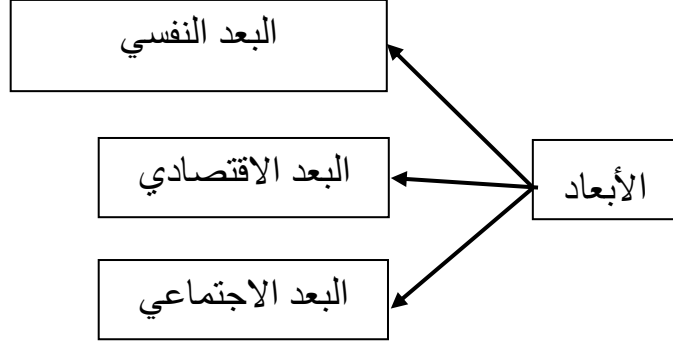 البعد النفسي
البعد الاقتصادي
الأبعاد
البعد الاجتماعي